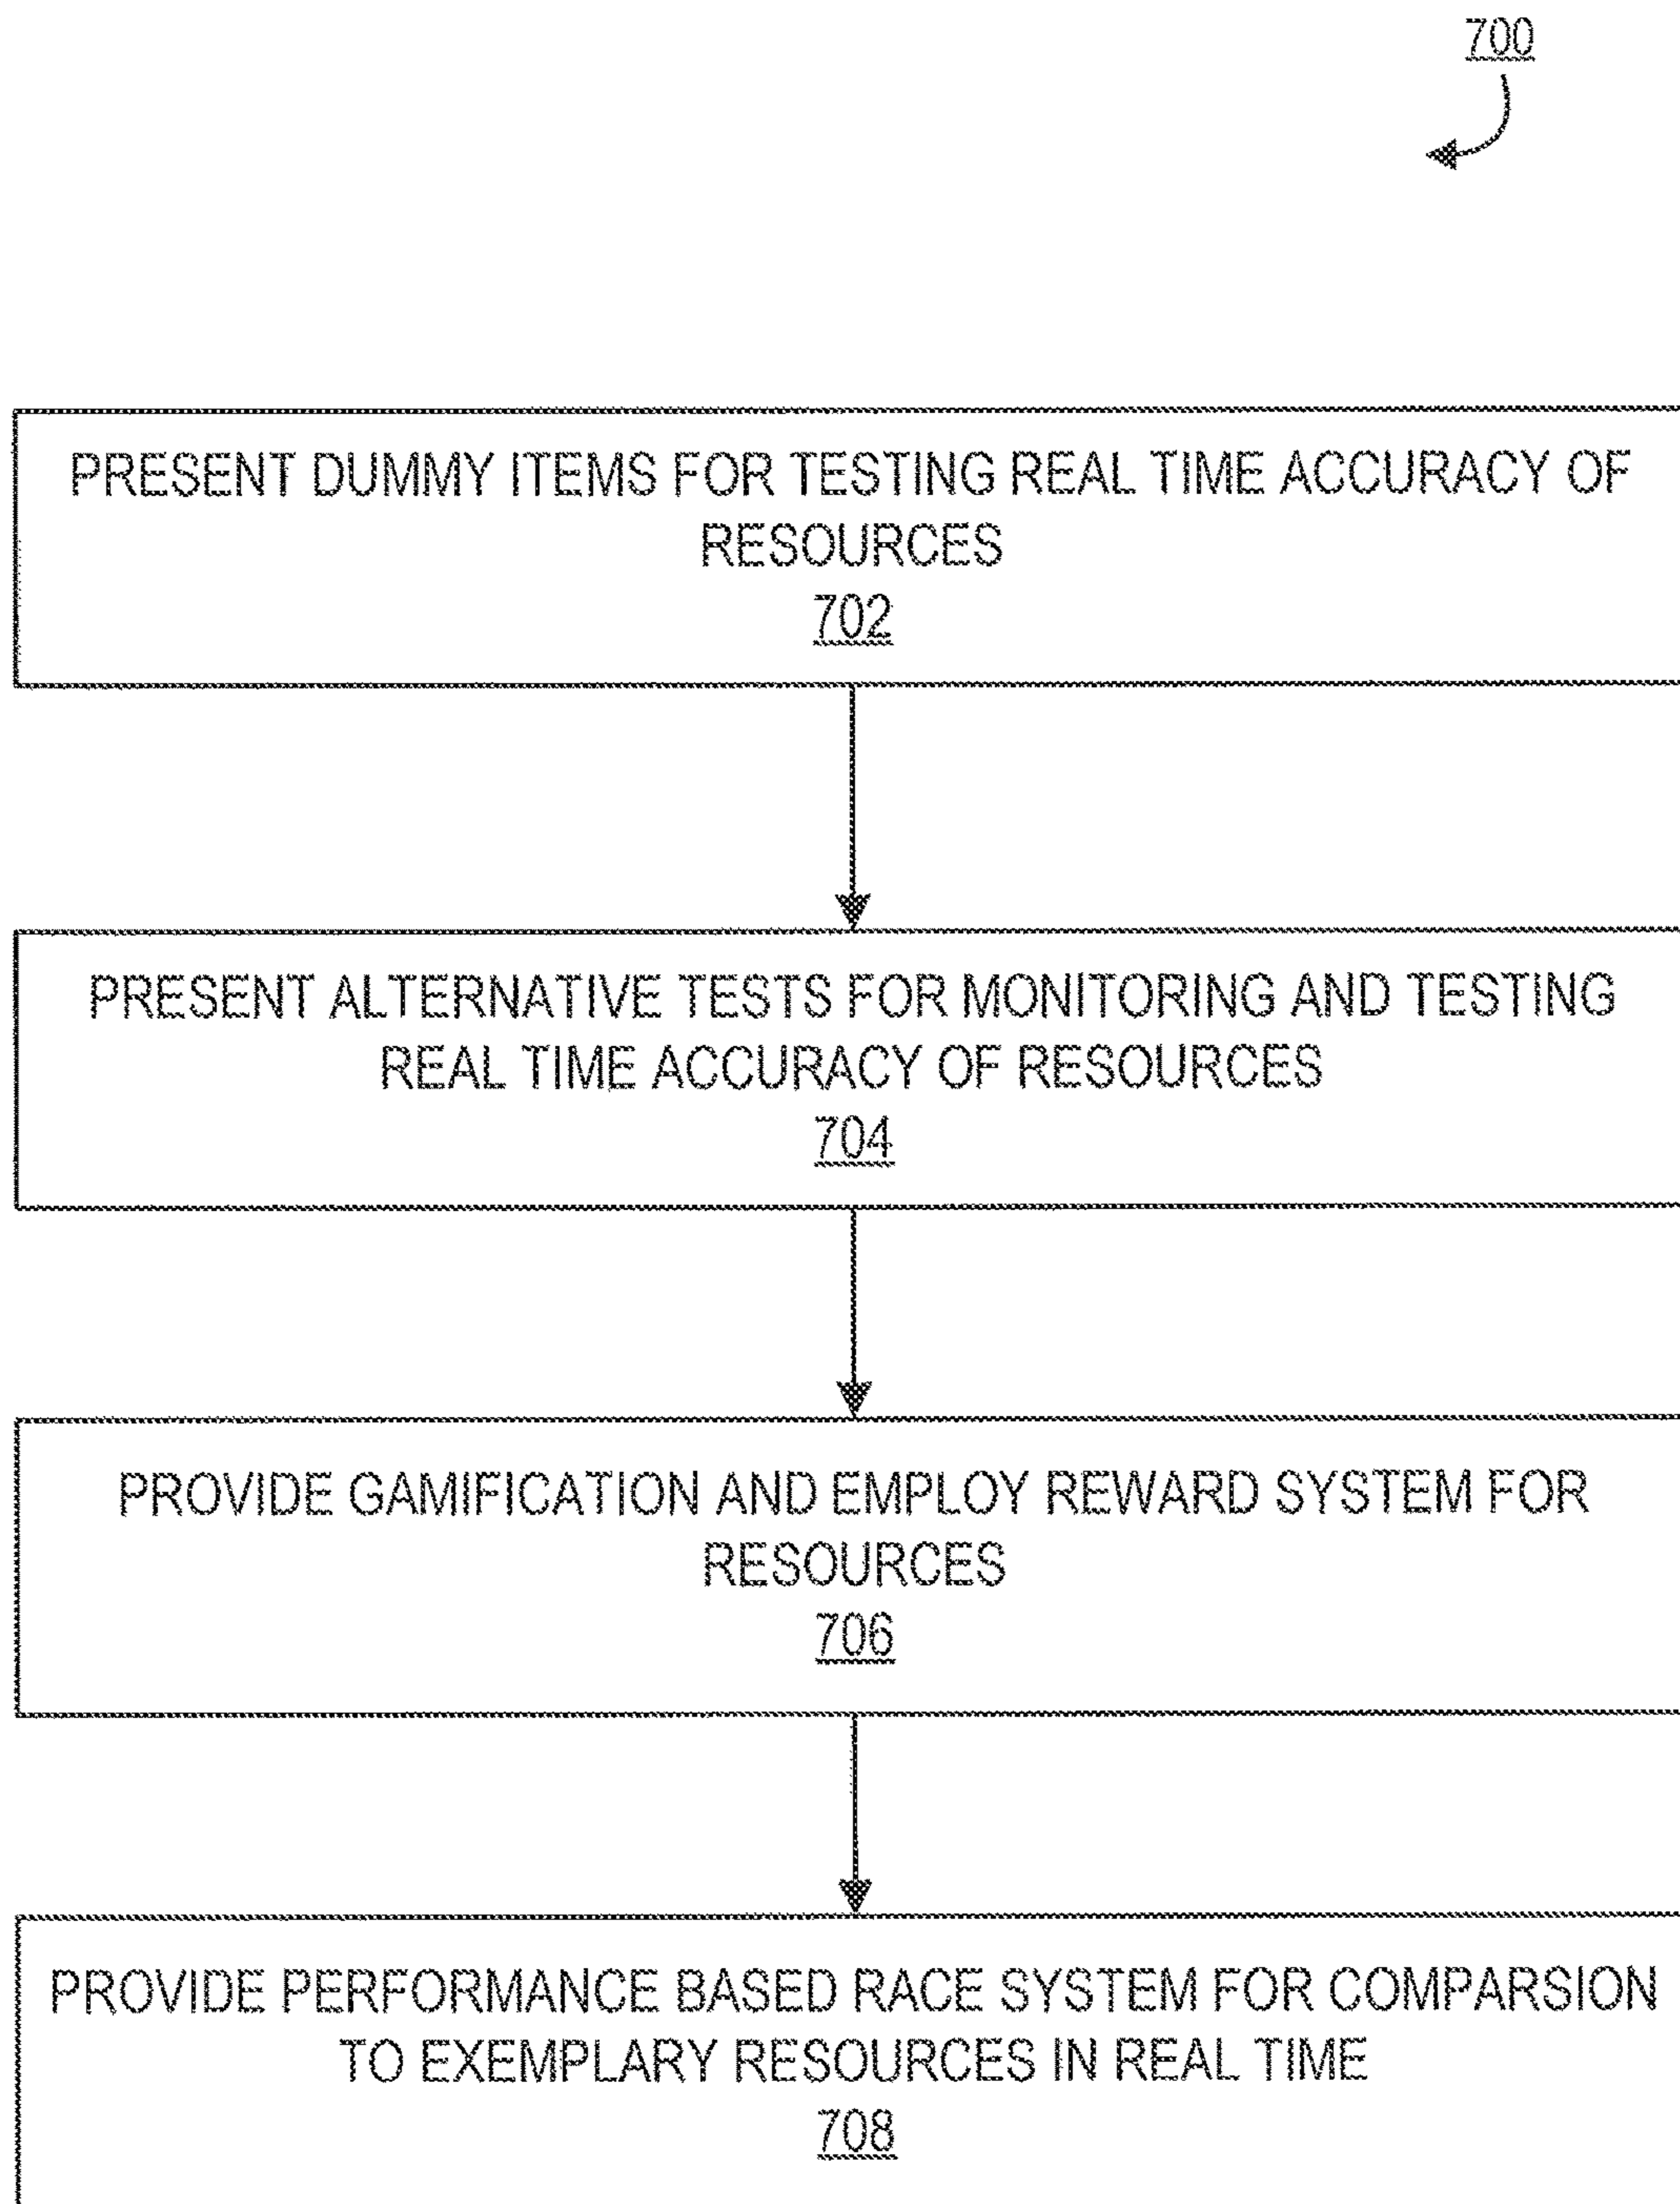 700
PRESENT DUMMY ITEMS FOR TESTING REAL TIME ACCURACY OF
RESOURCES
702
PRESENT ALTERNATIVE TESTS FOR MONITORING AND TESTING
REAL TIME ACCURACY OF RESOURCES
704
PROVIDE GAMIFICATION AND EMPLOY REWARD SYSTEM FOR
RESOURCES
706
PROVIDE PERFORMANCE BASED RACE SYSTEM FOR COMPARSION
TO EXEMPLARY RESOURCES IN REAL TIME
708